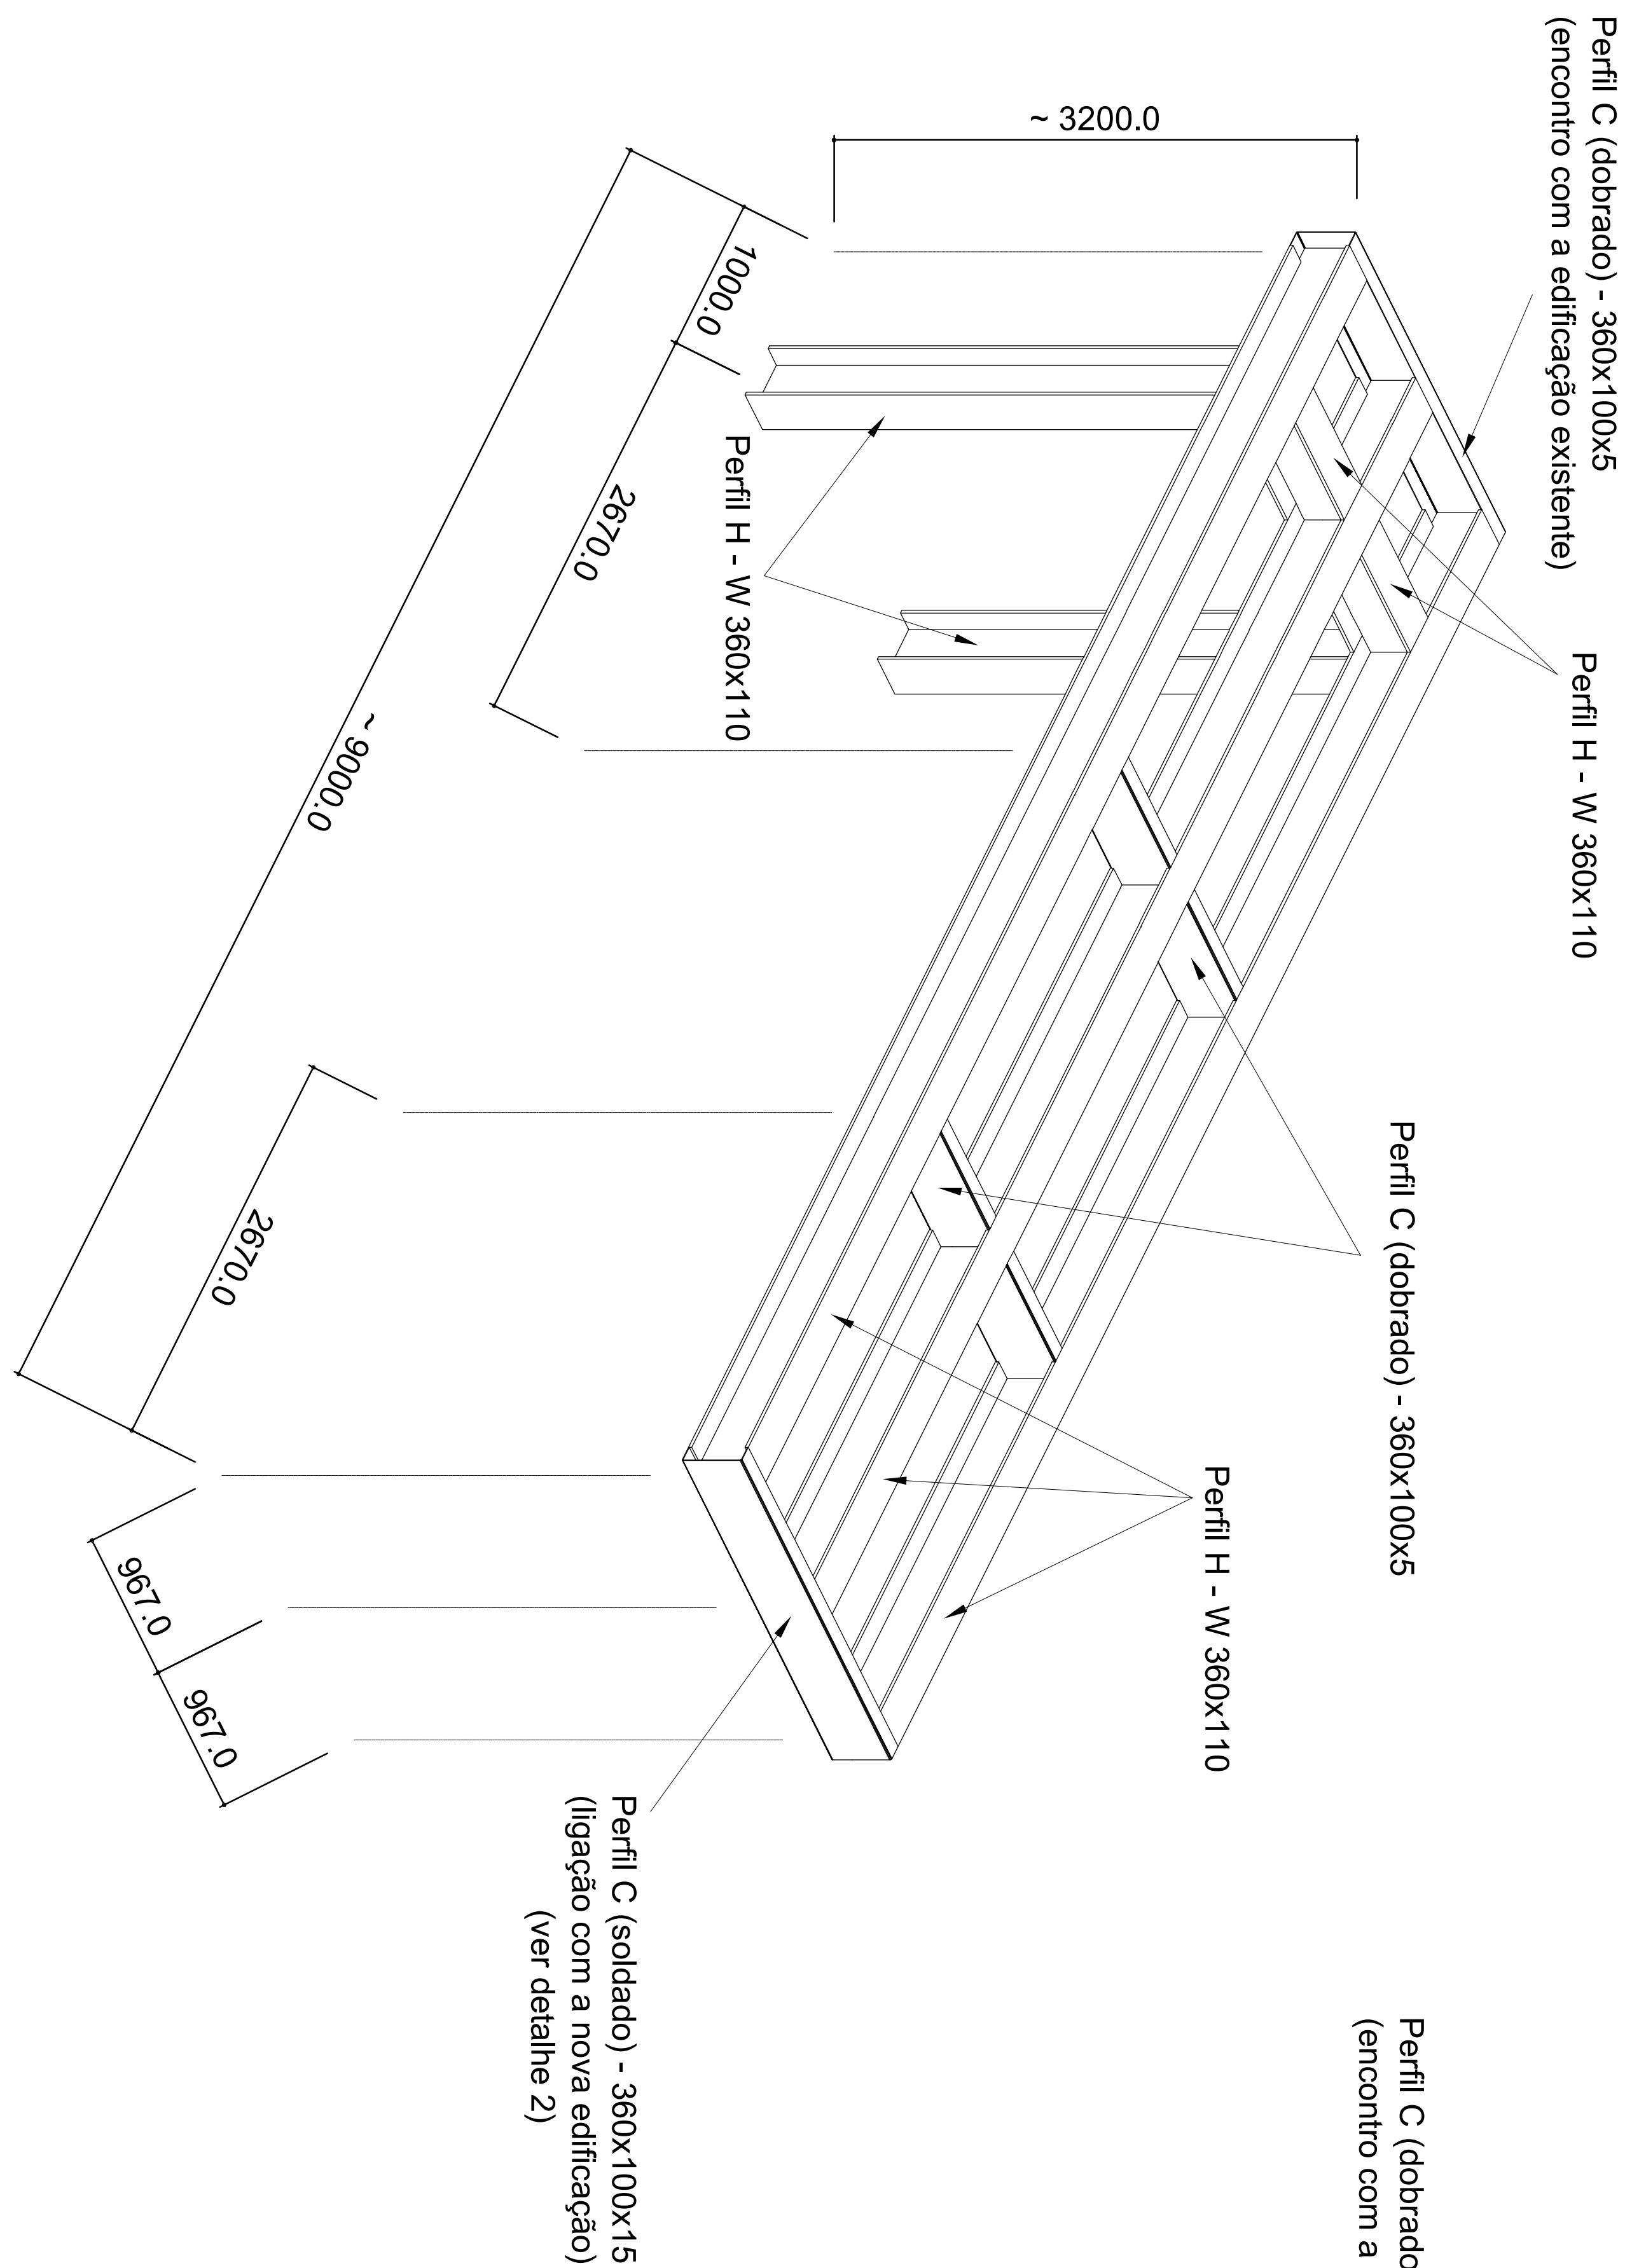 Perfil C (dobrado) - 360x100x5
(encontro com a edificação existente)
~ 3200.0
Perfil H - W 360x110
Perfil H - W 360x110
1000.0
2670.0
~ 9000.0
Perfil C (dobrado) - 360x100x5
2670.0
Perfil H - W 360x110
967.0
967.0
Perfil C (soldado) - 360x100x15
(ligação com a nova edificação)
(ver detalhe 2)
Perfil C (dobrado
(encontro com a